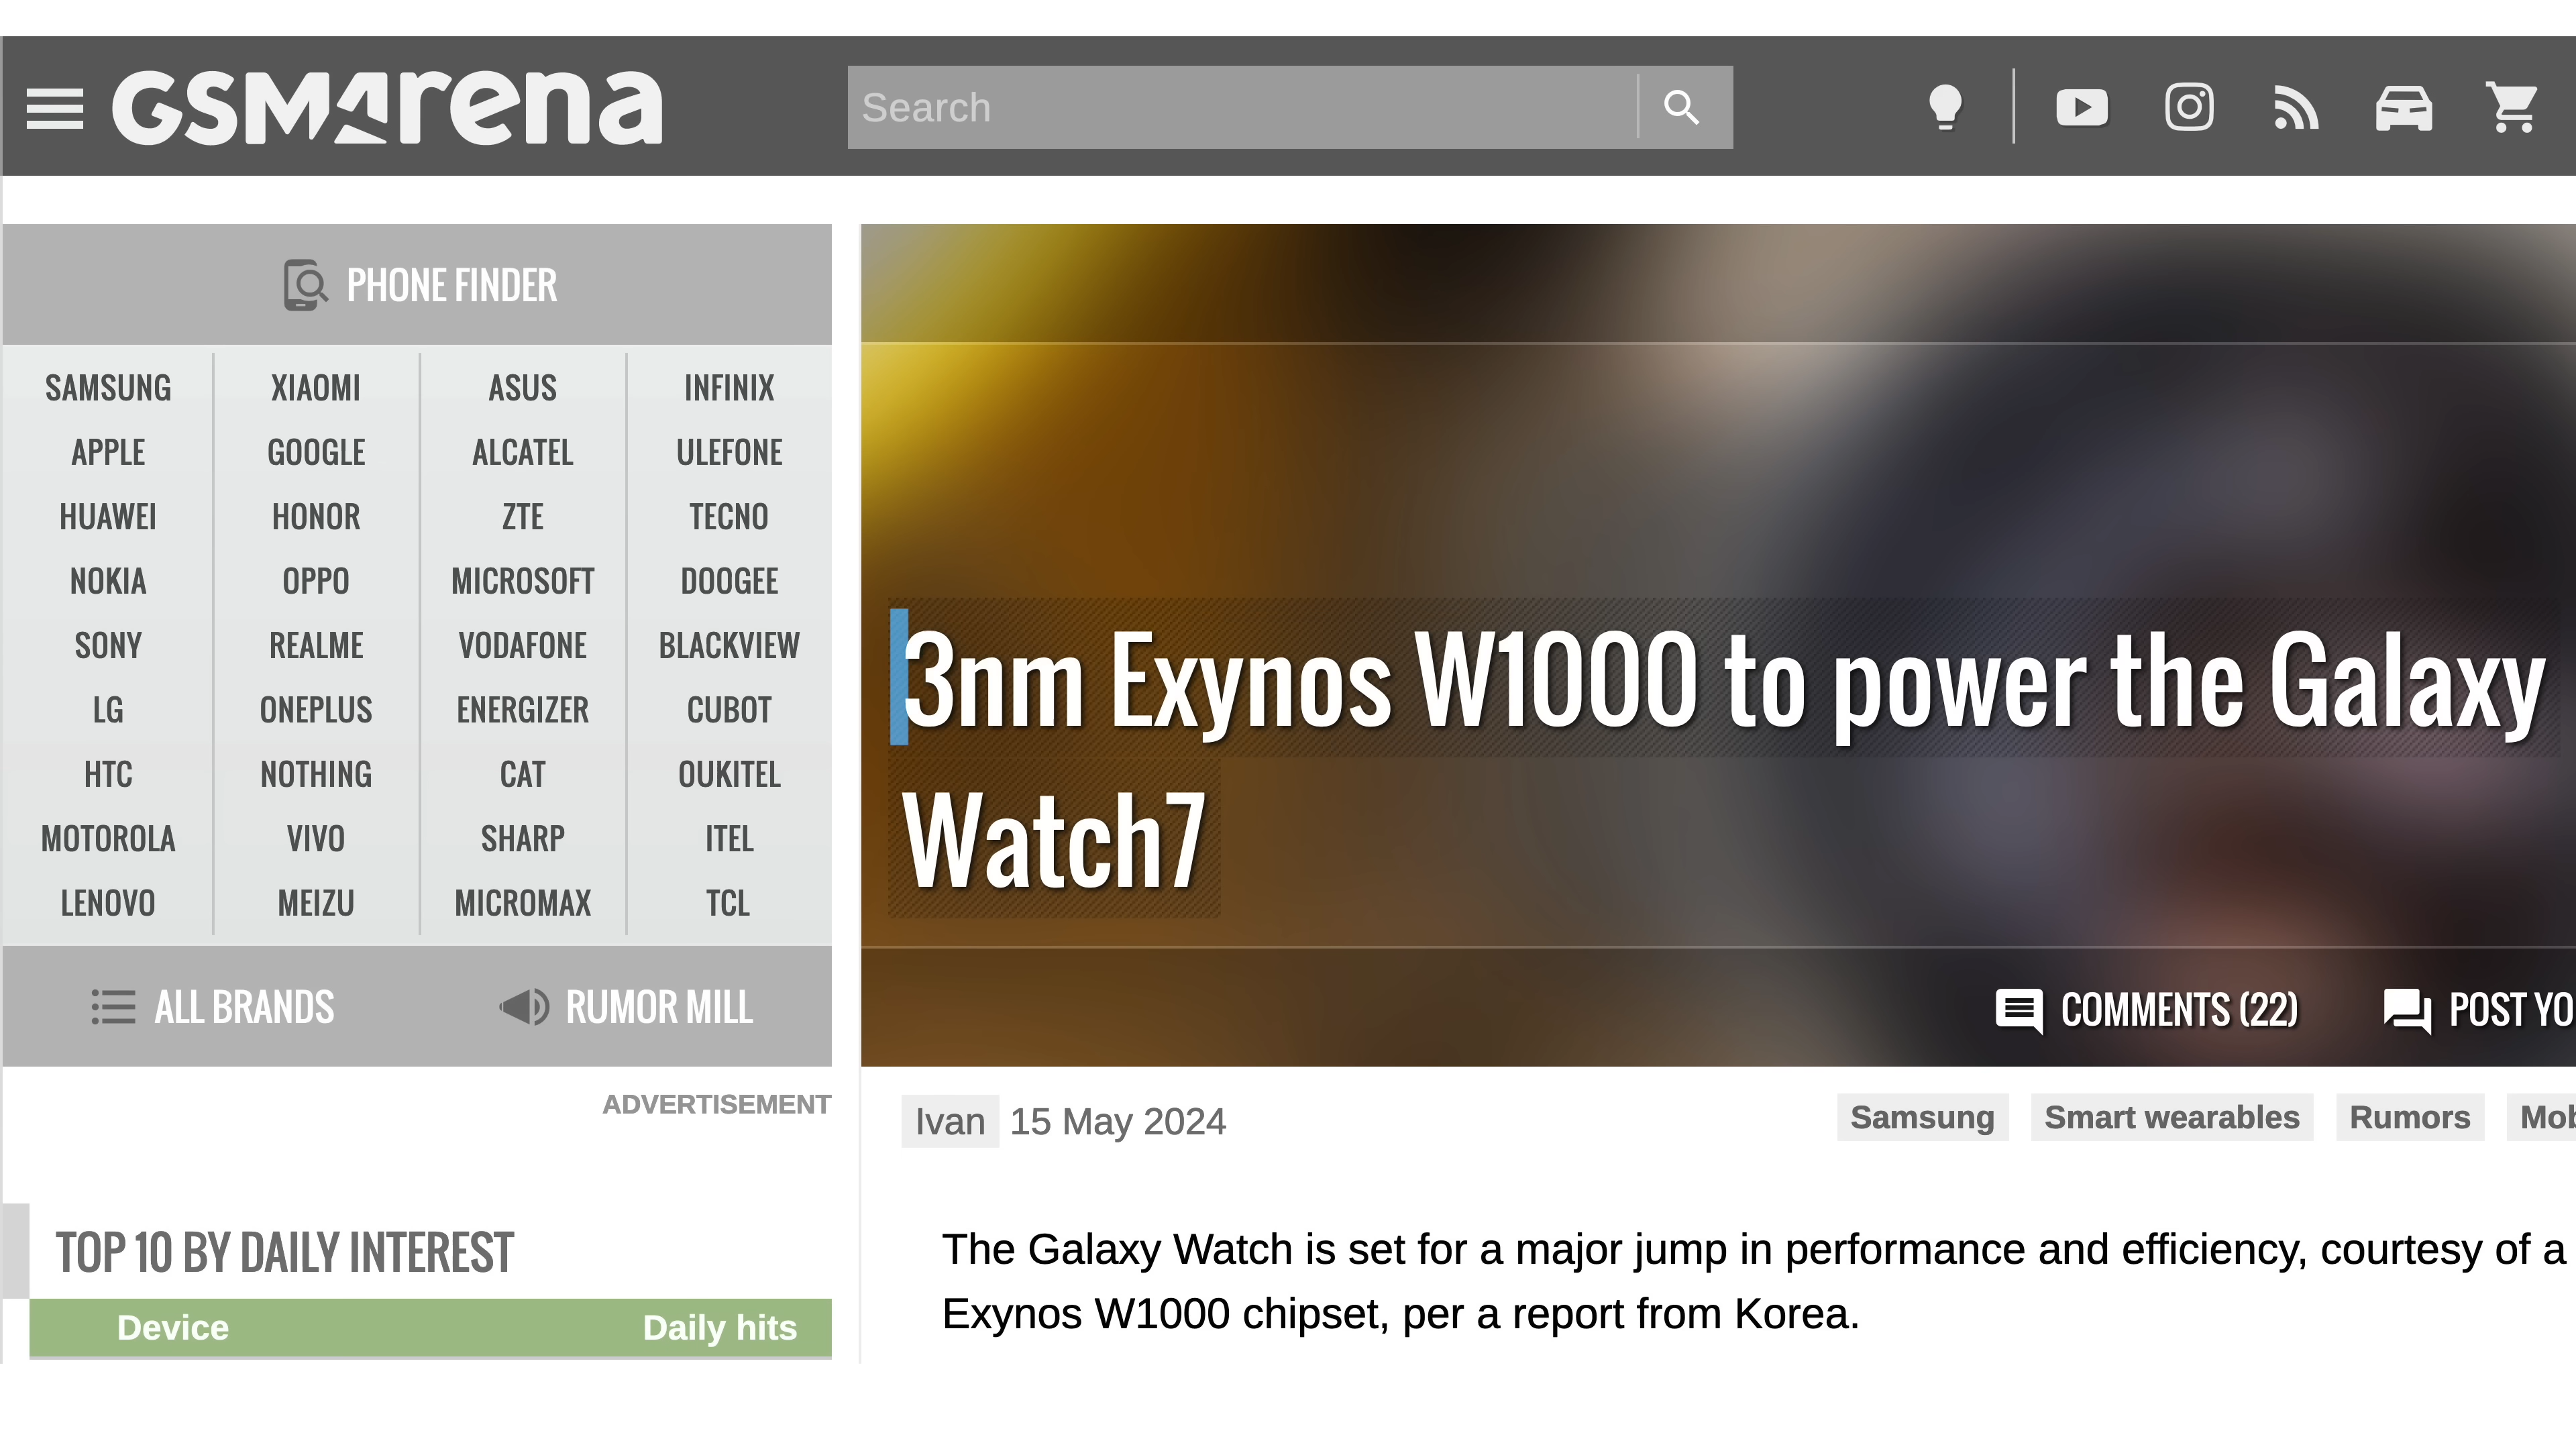 GSMArena
Search
PHONE FINDER
SAMSUNG XIAOMI ASUS INFINIX
APPLE GOOGLE ALCATEL ULEFONE
HUAWEI HONOR ZTE TECNO
NOKIA OPPO MICROSOFT DOOGEE
SONY REALME VODAFONE BLACKVIEW
LG ONEPLUS ENERGIZER CUBOT
HTC NOTHING CAT OUKITEL
MOTOROLA VIVO SHARP ITEL
LENOVO MEIZU MICROMAX TCL
ALL BRANDS RUMOR MILL
ADVERTISEMENT
TOP 10 BY DAILY INTEREST
Device Daily hits
3nm Exynos W1000 to power the Galaxy
Watch7
COMMENTS (22) POST YO
Ivan 15 May 2024
Samsung Smart wearables Rumors Mob
The Galaxy Watch is set for a major jump in performance and efficiency, courtesy of a
Exynos W1000 chipset, per a report from Korea.